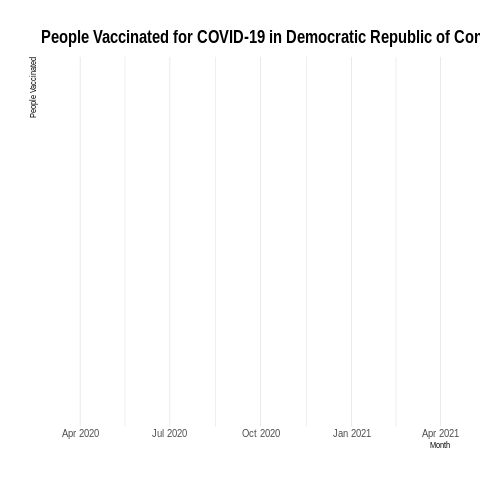 People Vaccinated for COVID-19 in Democratic Republic of Con
People Vaccinated
Apr 2020 Jul 2020 Oct 2020 Jan 2021 Apr 2021
Month